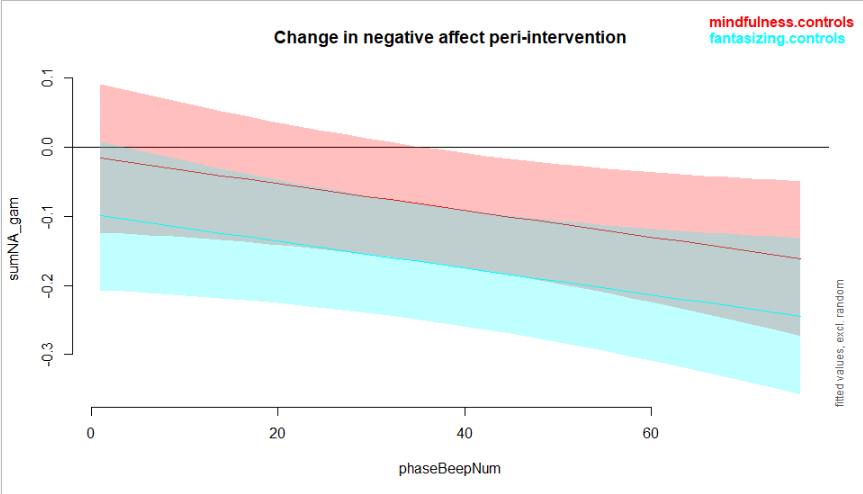 mindfulness.controls
fantasizing.controls
Change in negative affect peri-intervention
0.1
0.0
-0.1
-0.2
-0.3
sumNA_gam
0
20
40
60
phaseBeepNum
fitted values, excl. random